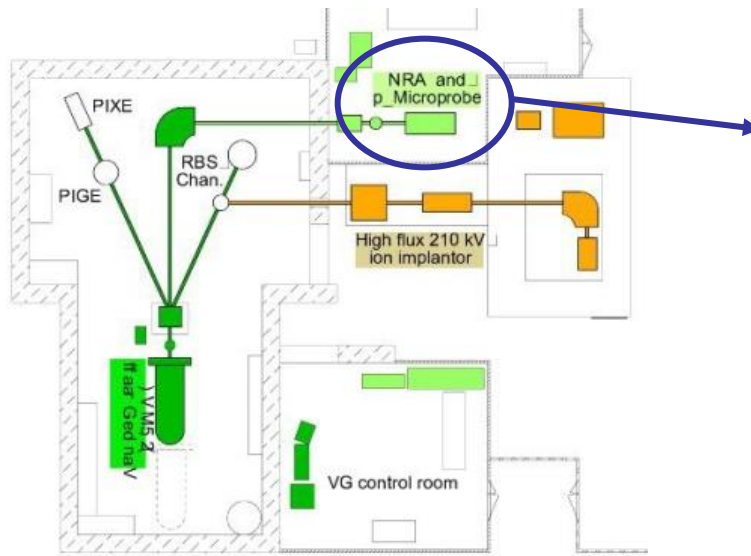 NRA and
p_Microprobe
PIXE
RBS
Chan.
PIGE
High flux 210 kV
ion implantor
VG control room